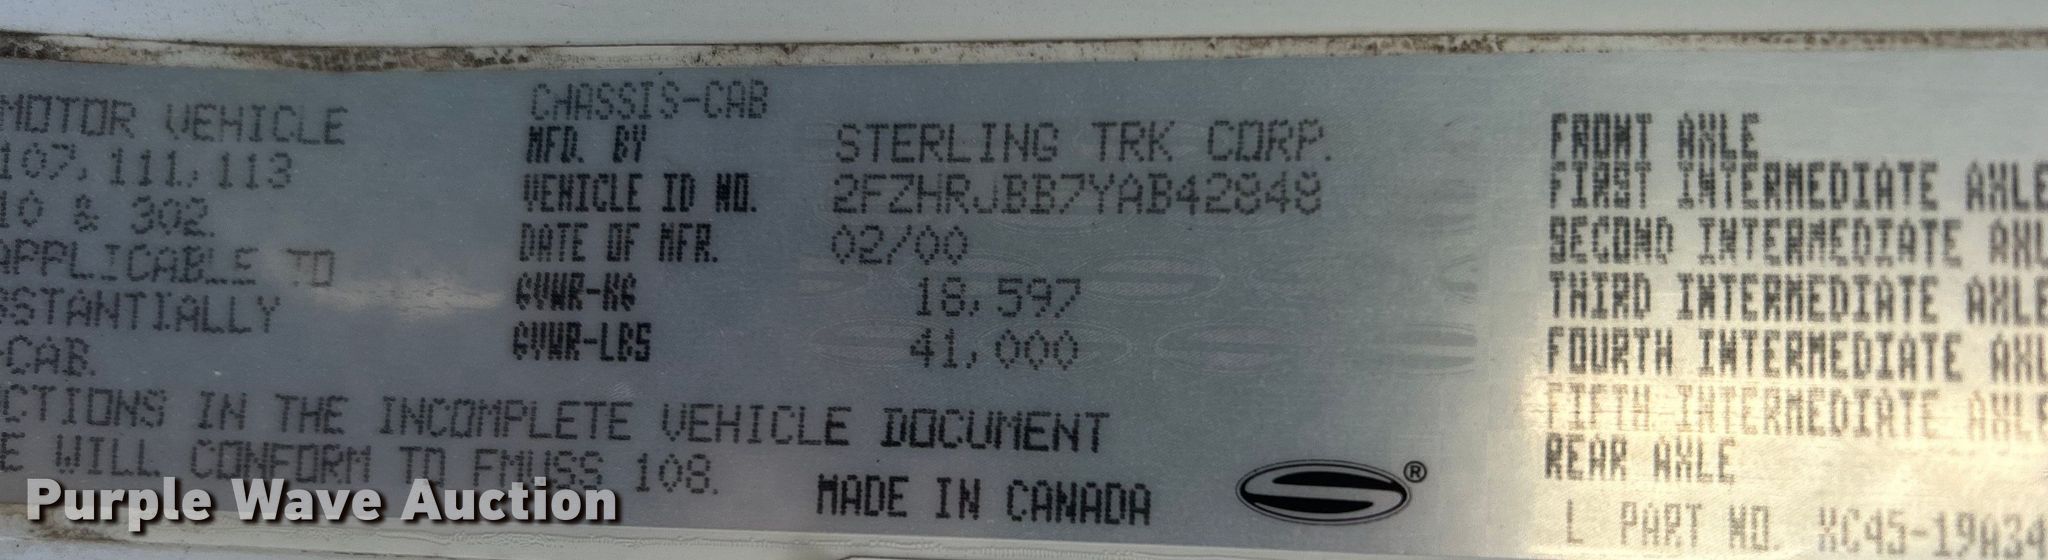 MOTOR VEHICLE
107, 111, 113
10 & 302.
APPLICABLE TO
STANTIALLY
-CAB.
CTIONS IN THE INCOMPLETE VEHICLE DOCUMENT
E WILL CONFORM TO FMVSS 108.
CHASSIS-CAB
MFD. BY STERLING TRK CORP.
VEHICLE ID NO. 2FZHRJBB7YAB42848
DATE OF MFR. 02/00
GVWR-KG 18,597
GVWR-LBS 41,000
MADE IN CANADA
®
FRONT AXLE
FIRST INTERMEDIATE AXLE
SECOND INTERMEDIATE AXL
THIRD INTERMEDIATE AXLE
FOURTH INTERMEDIATE AXL
FIFTH INTERMEDIATE AXLE
REAR AXLE
L PART NO. XC45-19A34
Purple Wave Auction